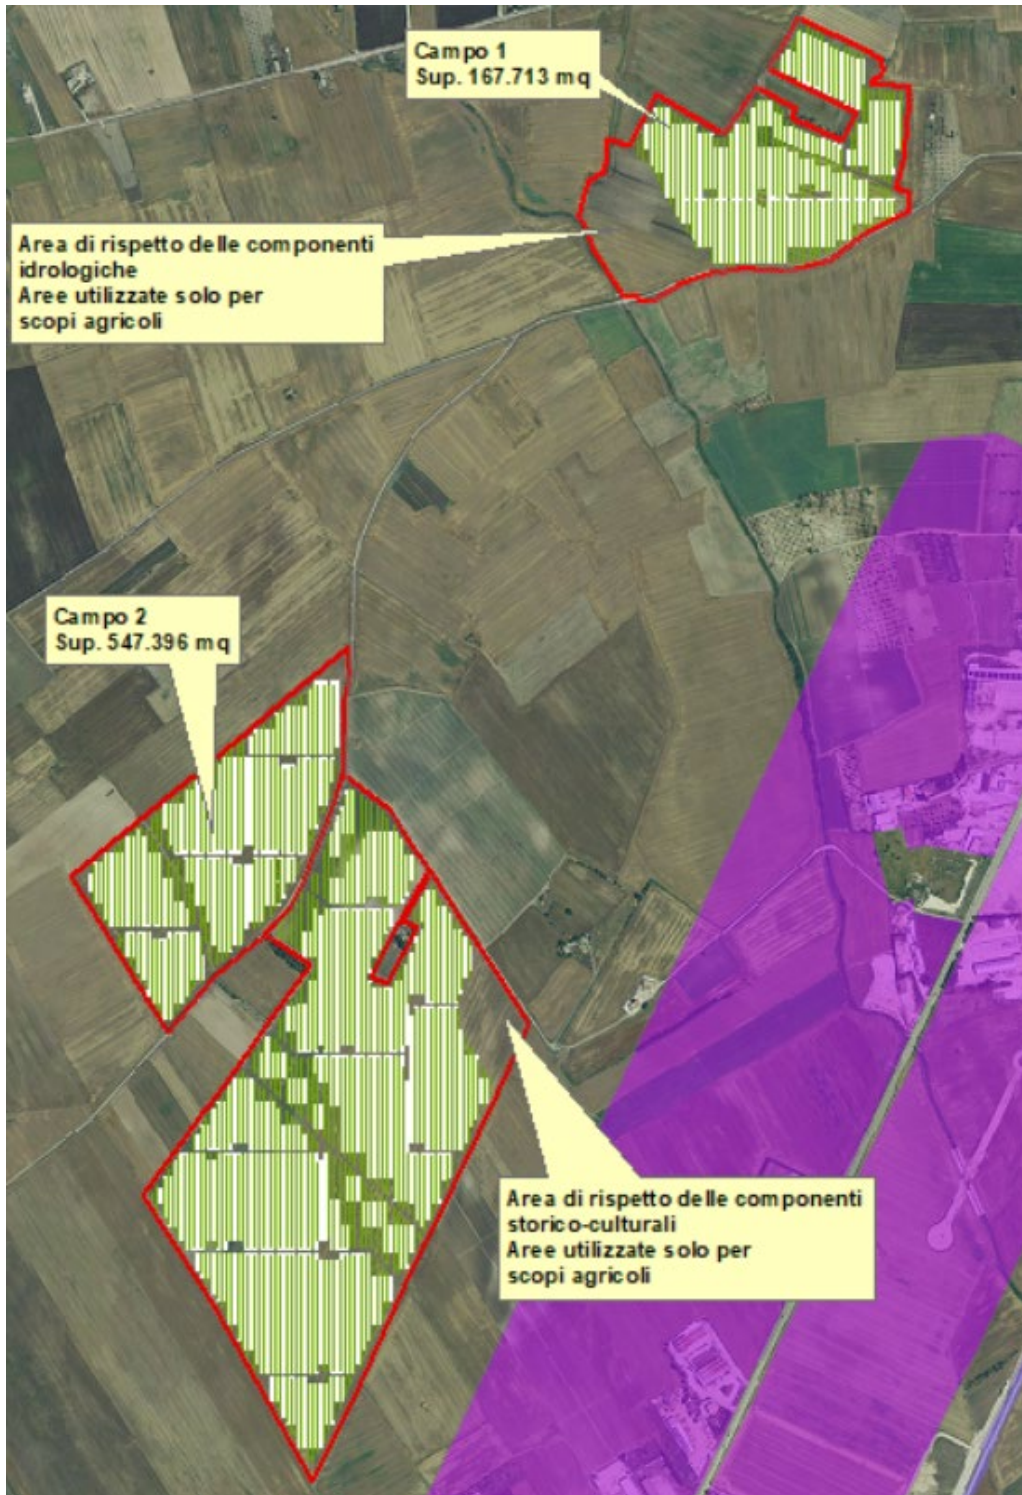 Campo 1
Sup. 167.713 mq
Area di rispetto delle componenti
idrologiche
Aree utilizzate solo per
scopi agricoli
Campo 2
Sup. 547.396 mq
Area di rispetto delle componenti
storico-culturali
Aree utilizzate solo per
scopi agricoli